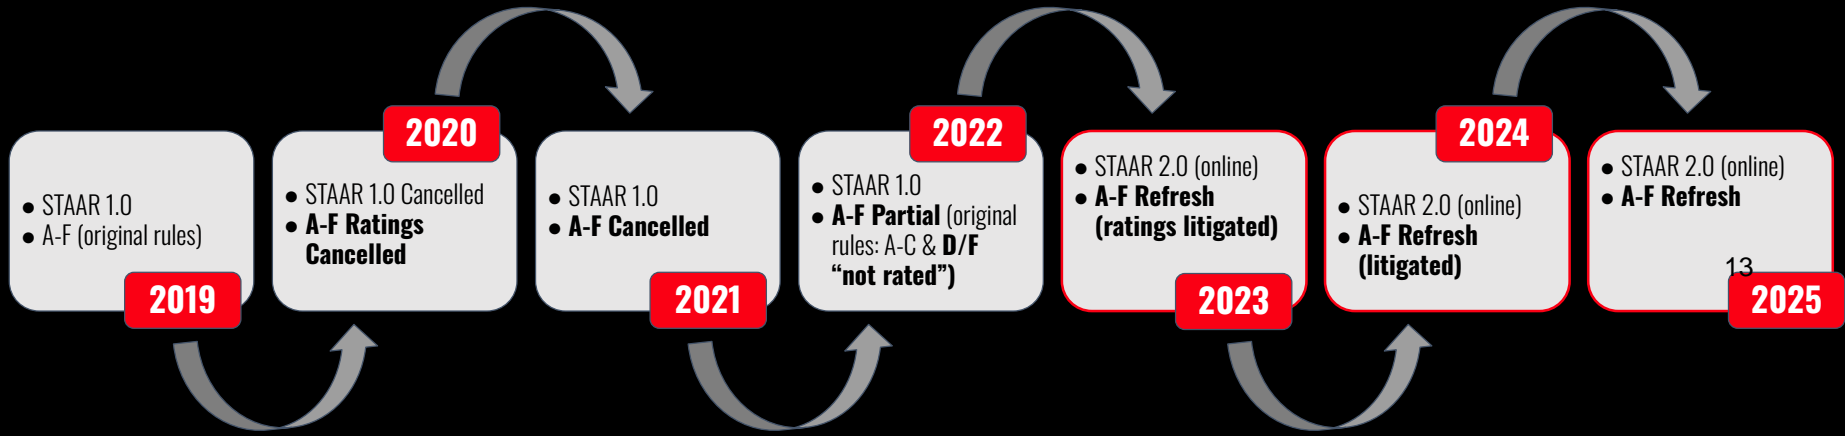 ● STAAR 1.0
● A-F (original rules)
2019
2020
● STAAR 1.0 Cancelled
● A-F Ratings
Cancelled
● STAAR 1.0
● A-F Cancelled
2021
2022
● STAAR 1.0
● A-F Partial (original
rules: A-C & D/F
“not rated”)
● STAAR 2.0 (online)
● A-F Refresh
(ratings litigated)
2023
2024
● STAAR 2.0 (online)
● A-F Refresh
(litigated)
● STAAR 2.0 (online)
● A-F Refresh
13
2025